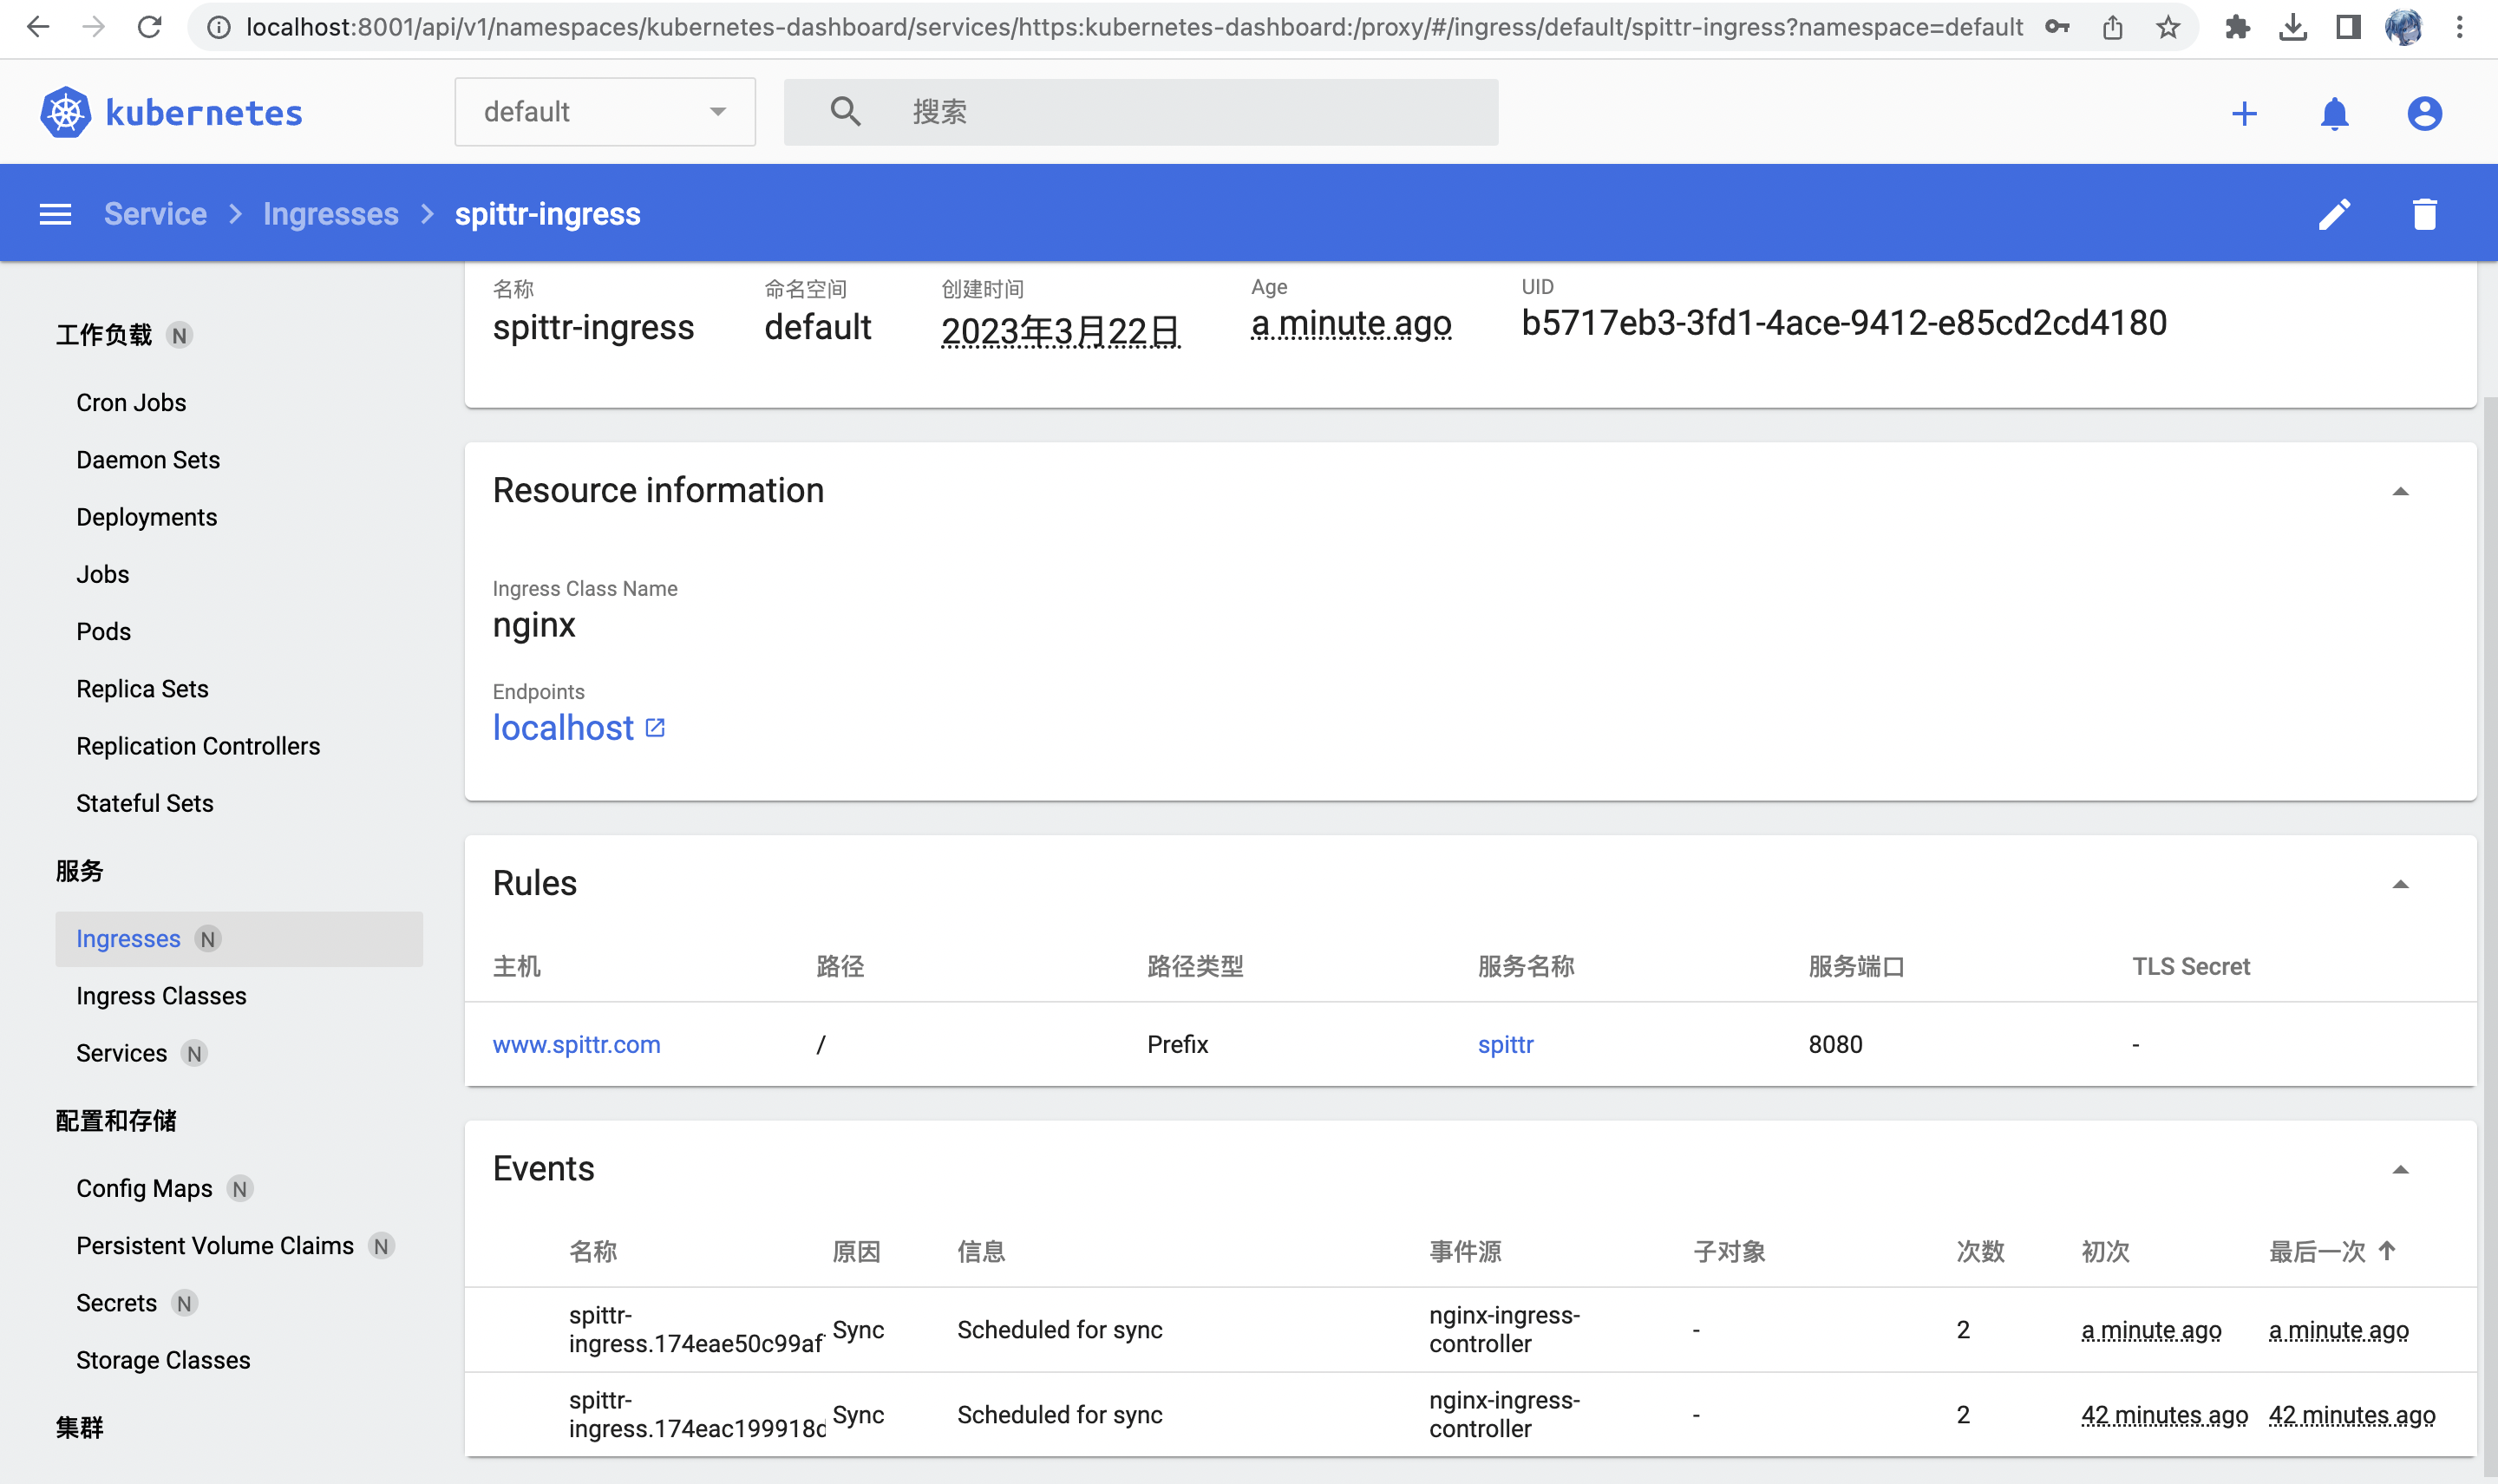 localhost:8001/api/v1/namespaces/kubernetes-dashboard/services/https:kubernetes-dashboard:/proxy/#/ingress/default/spittr-ingress?namespace=default
kubernetes
default
搜索
Service
Ingresses
spittr-ingress
工作负载 N
Cron Jobs
Daemon Sets
Deployments
Jobs
Pods
Replica Sets
Replication Controllers
Stateful Sets
服务
Ingresses N
Ingress Classes
Services N
配置和存储
Config Maps N
Persistent Volume Claims N
Secrets N
Storage Classes
集群
名称 命名空间 创建时间 Age UID
spittr-ingress default 2023年3月22日 a minute ago b5717eb3-3fd1-4ace-9412-e85cd2cd4180
Resource information
Ingress Class Name
nginx
Endpoints
localhost
Rules
主机 路径 路径类型 服务名称 服务端口 TLS Secret
www.spittr.com / Prefix spittr 8080 -
Events
名称 原因 信息 事件源 子对象 次数 初次 最后一次
spittr-
ingress.174eae50c99af Sync Scheduled for sync nginx-ingress-
controller - 2 a minute ago a minute ago
spittr-
ingress.174eac199918d Sync Scheduled for sync nginx-ingress-
controller - 2 42 minutes ago 42 minutes ago